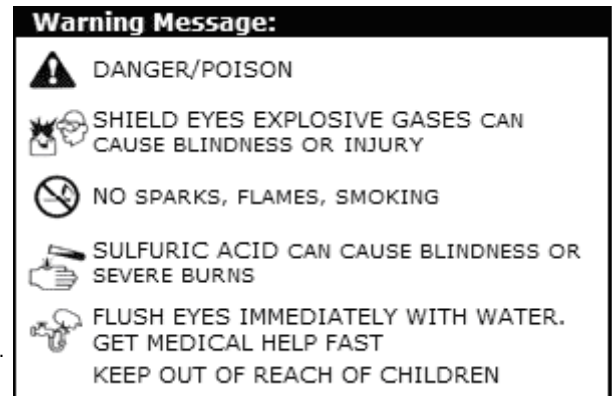 Warning Message:
DANGER/POISON
SHIELD EYES EXPLOSIVE GASES CAN
CAUSE BLINDNESS OR INJURY
NO SPARKS, FLAMES, SMOKING
SULFURIC ACID CAN CAUSE BLINDNESS OR
SEVERE BURNS
FLUSH EYES IMMEDIATELY WITH WATER.
GET MEDICAL HELP FAST
KEEP OUT OF REACH OF CHILDREN